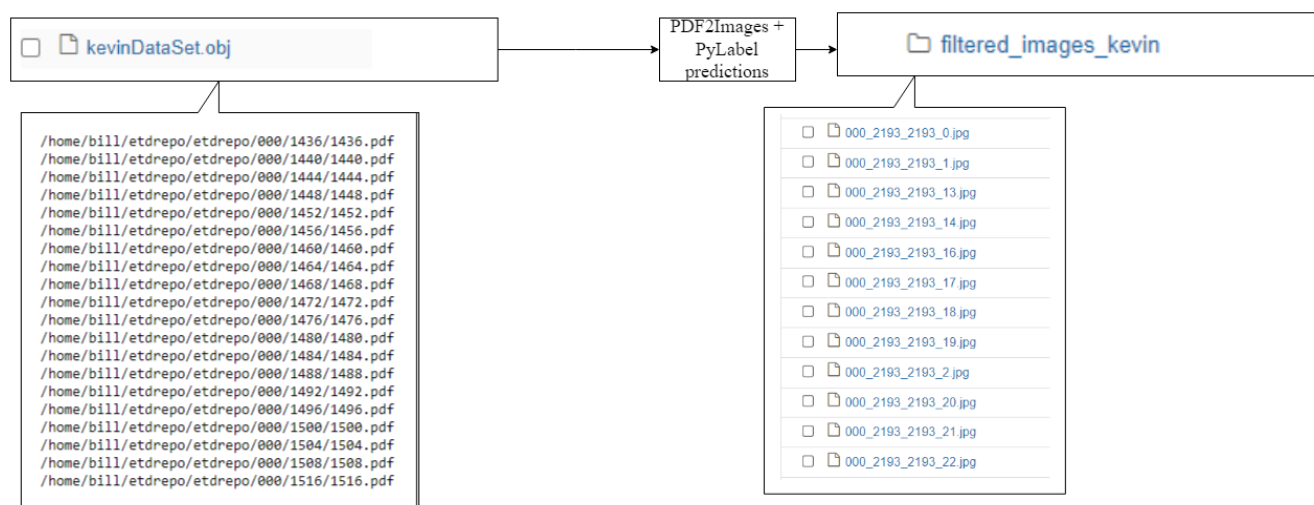 kevinDataSet.obj
PDF2Images +
PyLabel
predictions
filtered_images_kevin
/home/bill/etdrepo/etdrepo/000/1436/1436.pdf
/home/bill/etdrepo/etdrepo/000/1440/1440.pdf
/home/bill/etdrepo/etdrepo/000/1444/1444.pdf
/home/bill/etdrepo/etdrepo/000/1448/1448.pdf
/home/bill/etdrepo/etdrepo/000/1452/1452.pdf
/home/bill/etdrepo/etdrepo/000/1456/1456.pdf
/home/bill/etdrepo/etdrepo/000/1460/1460.pdf
/home/bill/etdrepo/etdrepo/000/1464/1464.pdf
/home/bill/etdrepo/etdrepo/000/1468/1468.pdf
/home/bill/etdrepo/etdrepo/000/1472/1472.pdf
/home/bill/etdrepo/etdrepo/000/1476/1476.pdf
/home/bill/etdrepo/etdrepo/000/1480/1480.pdf
/home/bill/etdrepo/etdrepo/000/1484/1484.pdf
/home/bill/etdrepo/etdrepo/000/1488/1488.pdf
/home/bill/etdrepo/etdrepo/000/1492/1492.pdf
/home/bill/etdrepo/etdrepo/000/1496/1496.pdf
/home/bill/etdrepo/etdrepo/000/1500/1500.pdf
/home/bill/etdrepo/etdrepo/000/1504/1504.pdf
/home/bill/etdrepo/etdrepo/000/1508/1508.pdf
/home/bill/etdrepo/etdrepo/000/1516/1516.pdf
000_2193_2193_0.jpg
000_2193_2193_1.jpg
000_2193_2193_13.jpg
000_2193_2193_14.jpg
000_2193_2193_16.jpg
000_2193_2193_17.jpg
000_2193_2193_18.jpg
000_2193_2193_19.jpg
000_2193_2193_2.jpg
000_2193_2193_20.jpg
000_2193_2193_21.jpg
000_2193_2193_22.jpg